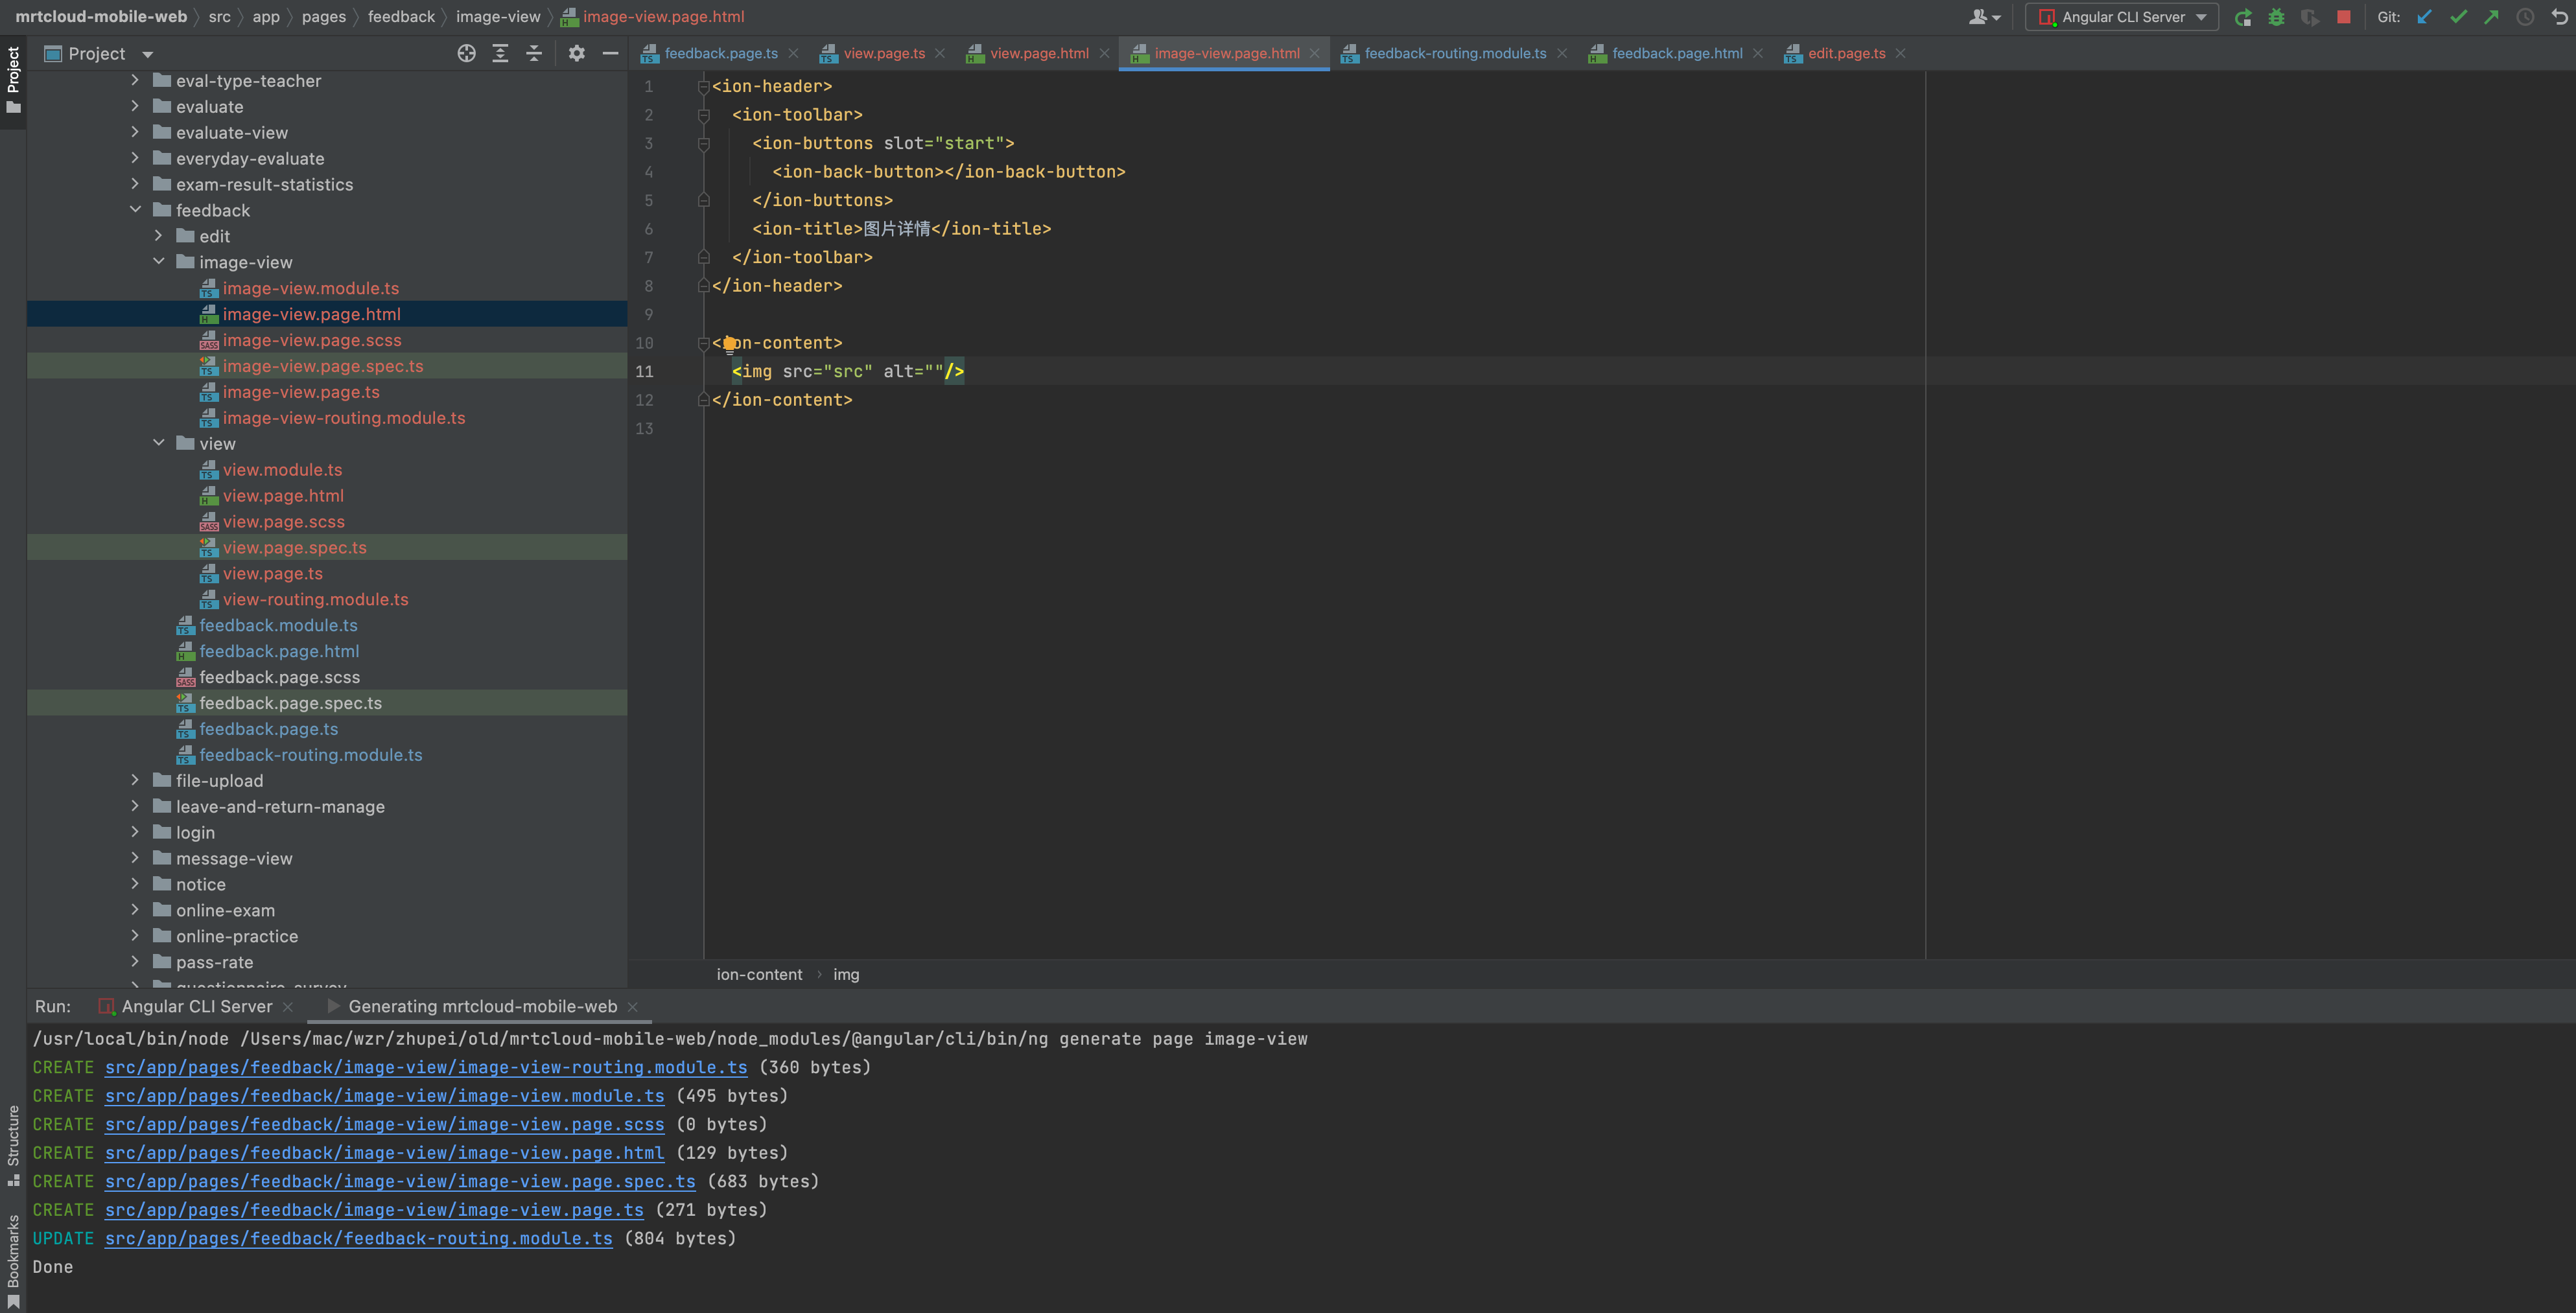 mrtcloud-mobile-web src app pages feedback image-view image-view.page.html
Angular CLI Server Git:
Project
Project
feedback.page.ts view.page.ts view.page.html image-view.page.html feedback-routing.module.ts feedback.page.html edit.page.ts
eval-type-teacher
evaluate
evaluate-view
everyday-evaluate
exam-result-statistics
feedback
edit
image-view
image-view.module.ts
image-view.page.html
image-view.page.scss
image-view.page.spec.ts
image-view.page.ts
image-view-routing.module.ts
view
view.module.ts
view.page.html
view.page.scss
view.page.spec.ts
view.page.ts
view-routing.module.ts
feedback.module.ts
feedback.page.html
feedback.page.scss
feedback.page.spec.ts
feedback.page.ts
feedback-routing.module.ts
file-upload
leave-and-return-manage
login
message-view
notice
online-exam
online-practice
pass-rate
1 <ion-header>
2 <ion-toolbar>
3 <ion-buttons slot="start">
4 <ion-back-button></ion-back-button>
5 </ion-buttons>
6 <ion-title>图片详情</ion-title>
7 </ion-toolbar>
8 </ion-header>
9
10 <ion-content>
11 <img src="src" alt=""/>
12 </ion-content>
13
ion-content › img
Run: Angular CLI Server Generating mrtcloud-mobile-web
/usr/local/bin/node /Users/mac/wzr/zhupei/old/mrtcloud-mobile-web/node_modules/@angular/cli/bin/ng generate page image-view
CREATE src/app/pages/feedback/image-view/image-view-routing.module.ts (360 bytes)
CREATE src/app/pages/feedback/image-view/image-view.module.ts (495 bytes)
CREATE src/app/pages/feedback/image-view/image-view.page.scss (0 bytes)
CREATE src/app/pages/feedback/image-view/image-view.page.html (129 bytes)
CREATE src/app/pages/feedback/image-view/image-view.page.spec.ts (683 bytes)
CREATE src/app/pages/feedback/image-view/image-view.page.ts (271 bytes)
UPDATE src/app/pages/feedback/feedback-routing.module.ts (804 bytes)
Done
Structure
Bookmarks